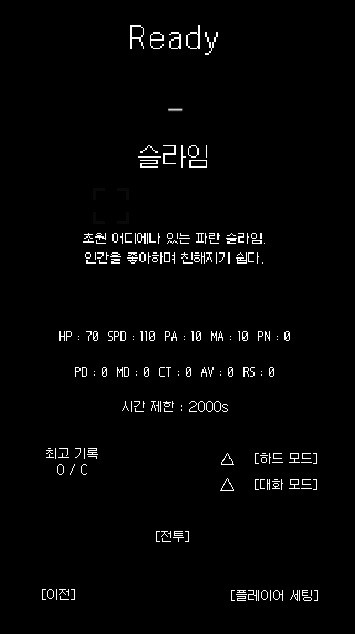 Ready
–
슬라임
초원 어디에나 있는 파란 슬라임.
인간을 좋아하며 친해지기 쉽다.
HP : 70 SPD : 110 PA : 10 MA : 10 PN : 0
PD : 0 MD : 0 CT : 0 AV : 0 RS : 0
시간 제한 : 2000s
최고 기록
0 / C
△ [하드 모드]
△ [대화 모드]
[전투]
[이전] [플레이어 세팅]